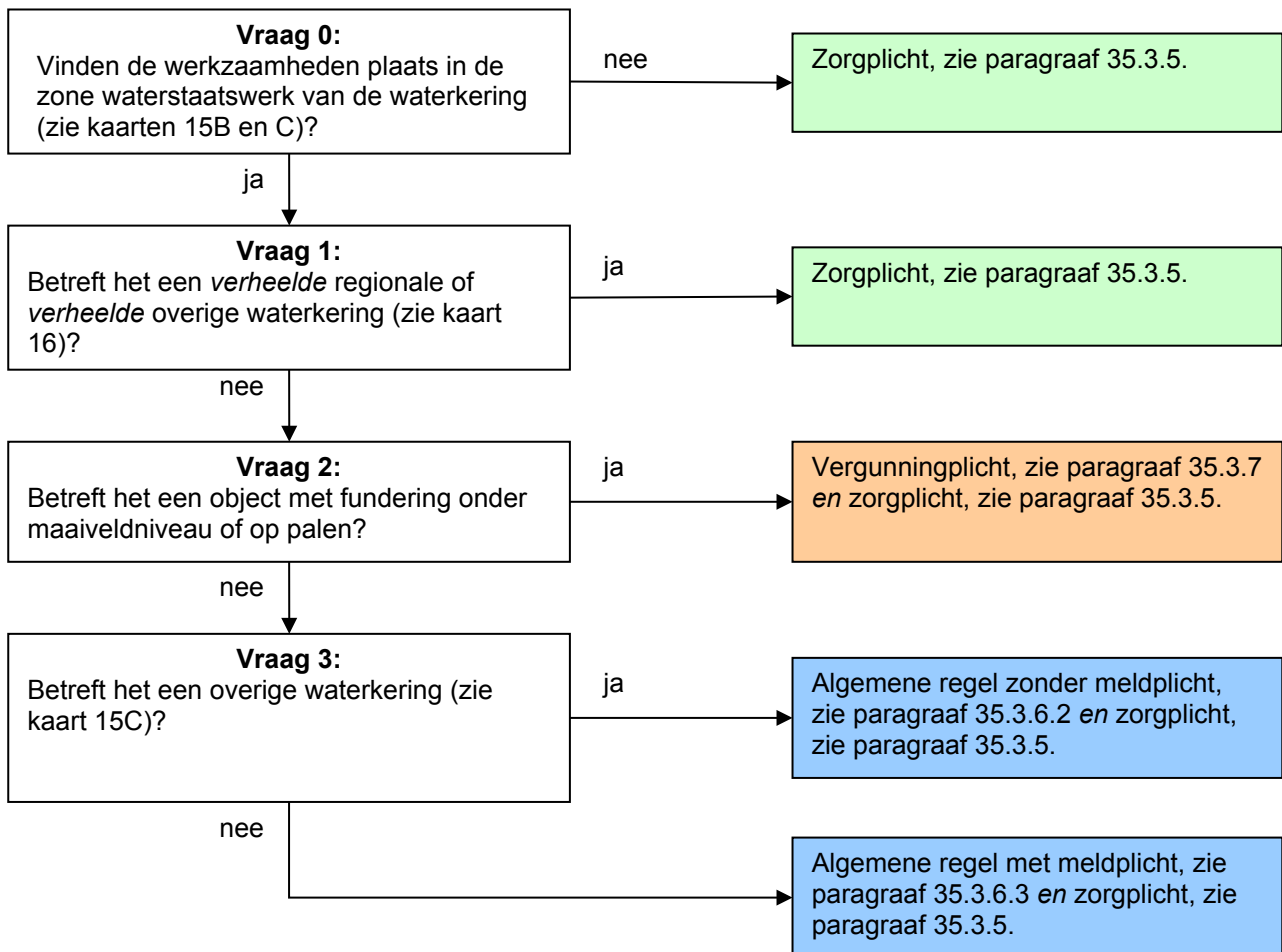 Vraag 0:
Vinden de werkzaamheden plaats in de
zone waterstaatswerk van de waterkering
(zie kaarten 15B en C)?
nee
Zorgplicht, zie paragraaf 35.3.5.
ja
Vraag 1:
Betreft het een verheelde regionale of
verheelde overige waterkering (zie kaart
16)?
ja
Zorgplicht, zie paragraaf 35.3.5.
nee
Vraag 2:
Betreft het een object met fundering onder
maaiveldniveau of op palen?
ja
Vergunningplicht, zie paragraaf 35.3.7
en zorgplicht, zie paragraaf 35.3.5.
nee
Vraag 3:
Betreft het een overige waterkering (zie
kaart 15C)?
ja
Algemene regel zonder meldplicht,
zie paragraaf 35.3.6.2 en zorgplicht,
zie paragraaf 35.3.5.
nee
Algemene regel met meldplicht, zie
paragraaf 35.3.6.3 en zorgplicht, zie
paragraaf 35.3.5.